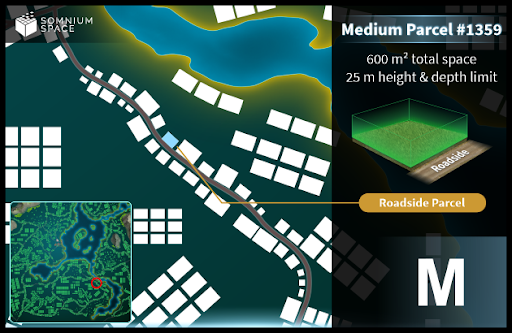 SOMNIUM
SPACE
Medium Parcel #1359
600 m² total space
25 m height & depth limit
Roadside
Roadside Parcel
M